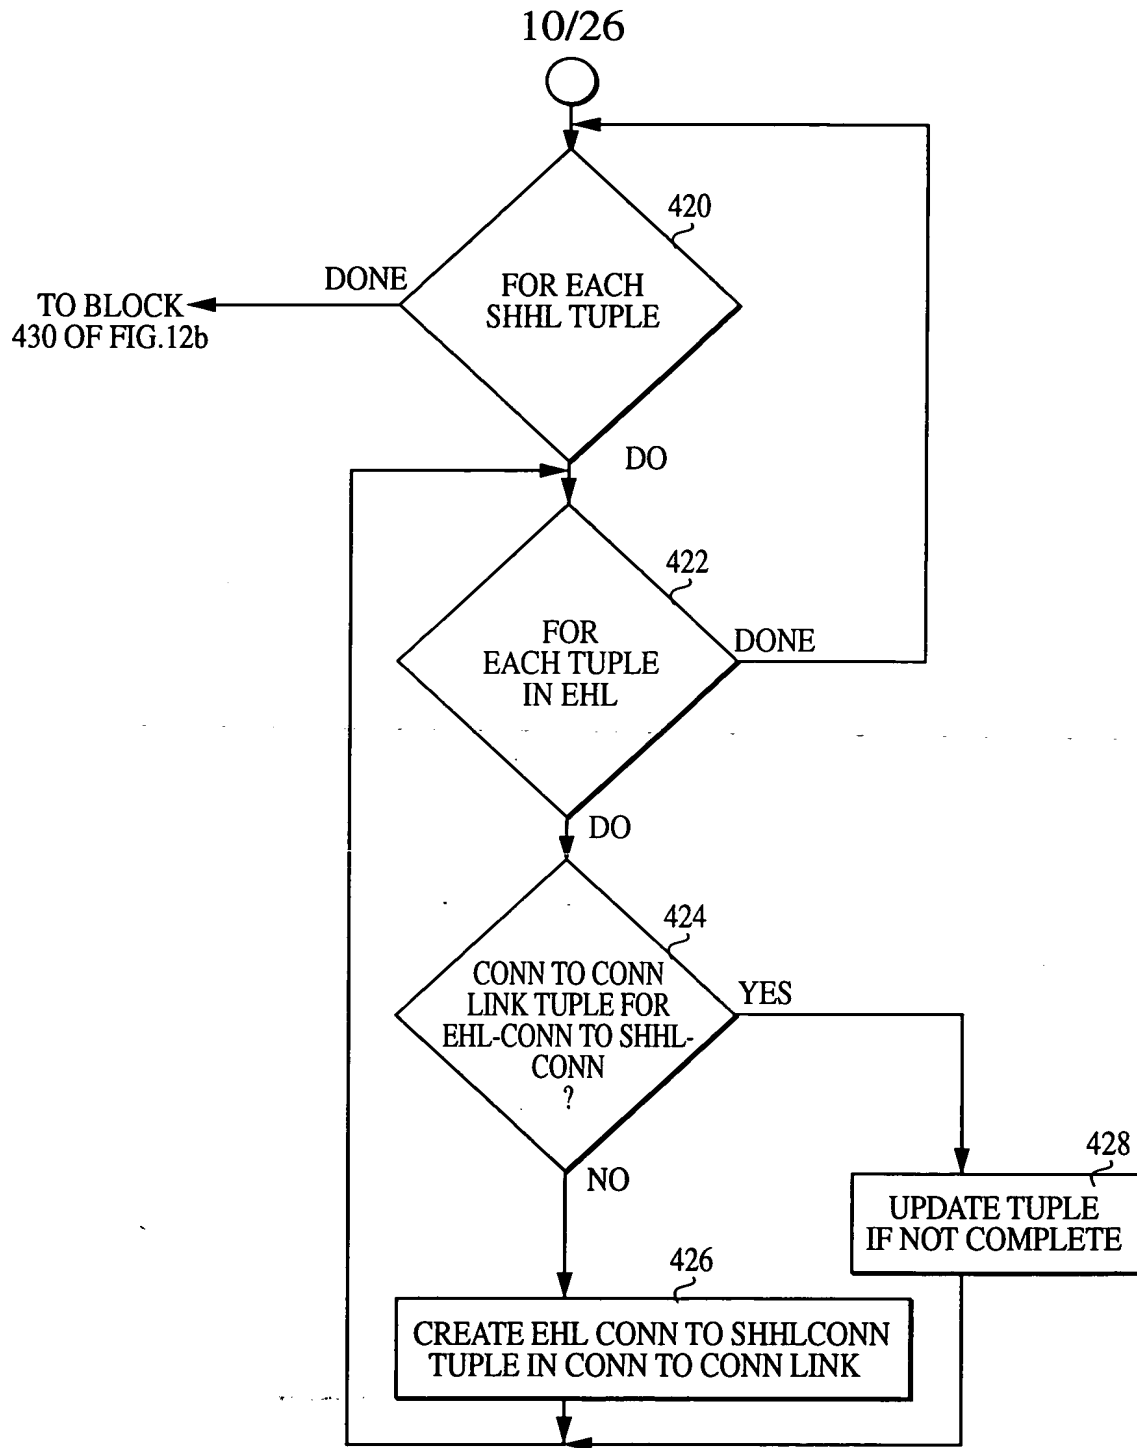 10/26
420
FOR EACH
SHHL TUPLE
DONE
TO BLOCK
430 OF FIG.12b
DO
422
FOR
EACH TUPLE
IN EHL
DONE
DO
424
CONN TO CONN
LINK TUPLE FOR
EHL-CONN TO SHHL-
CONN
?
YES
NO
428
UPDATE TUPLE
IF NOT COMPLETE
426
CREATE EHL CONN TO SHHLCONN
TUPLE IN CONN TO CONN LINK